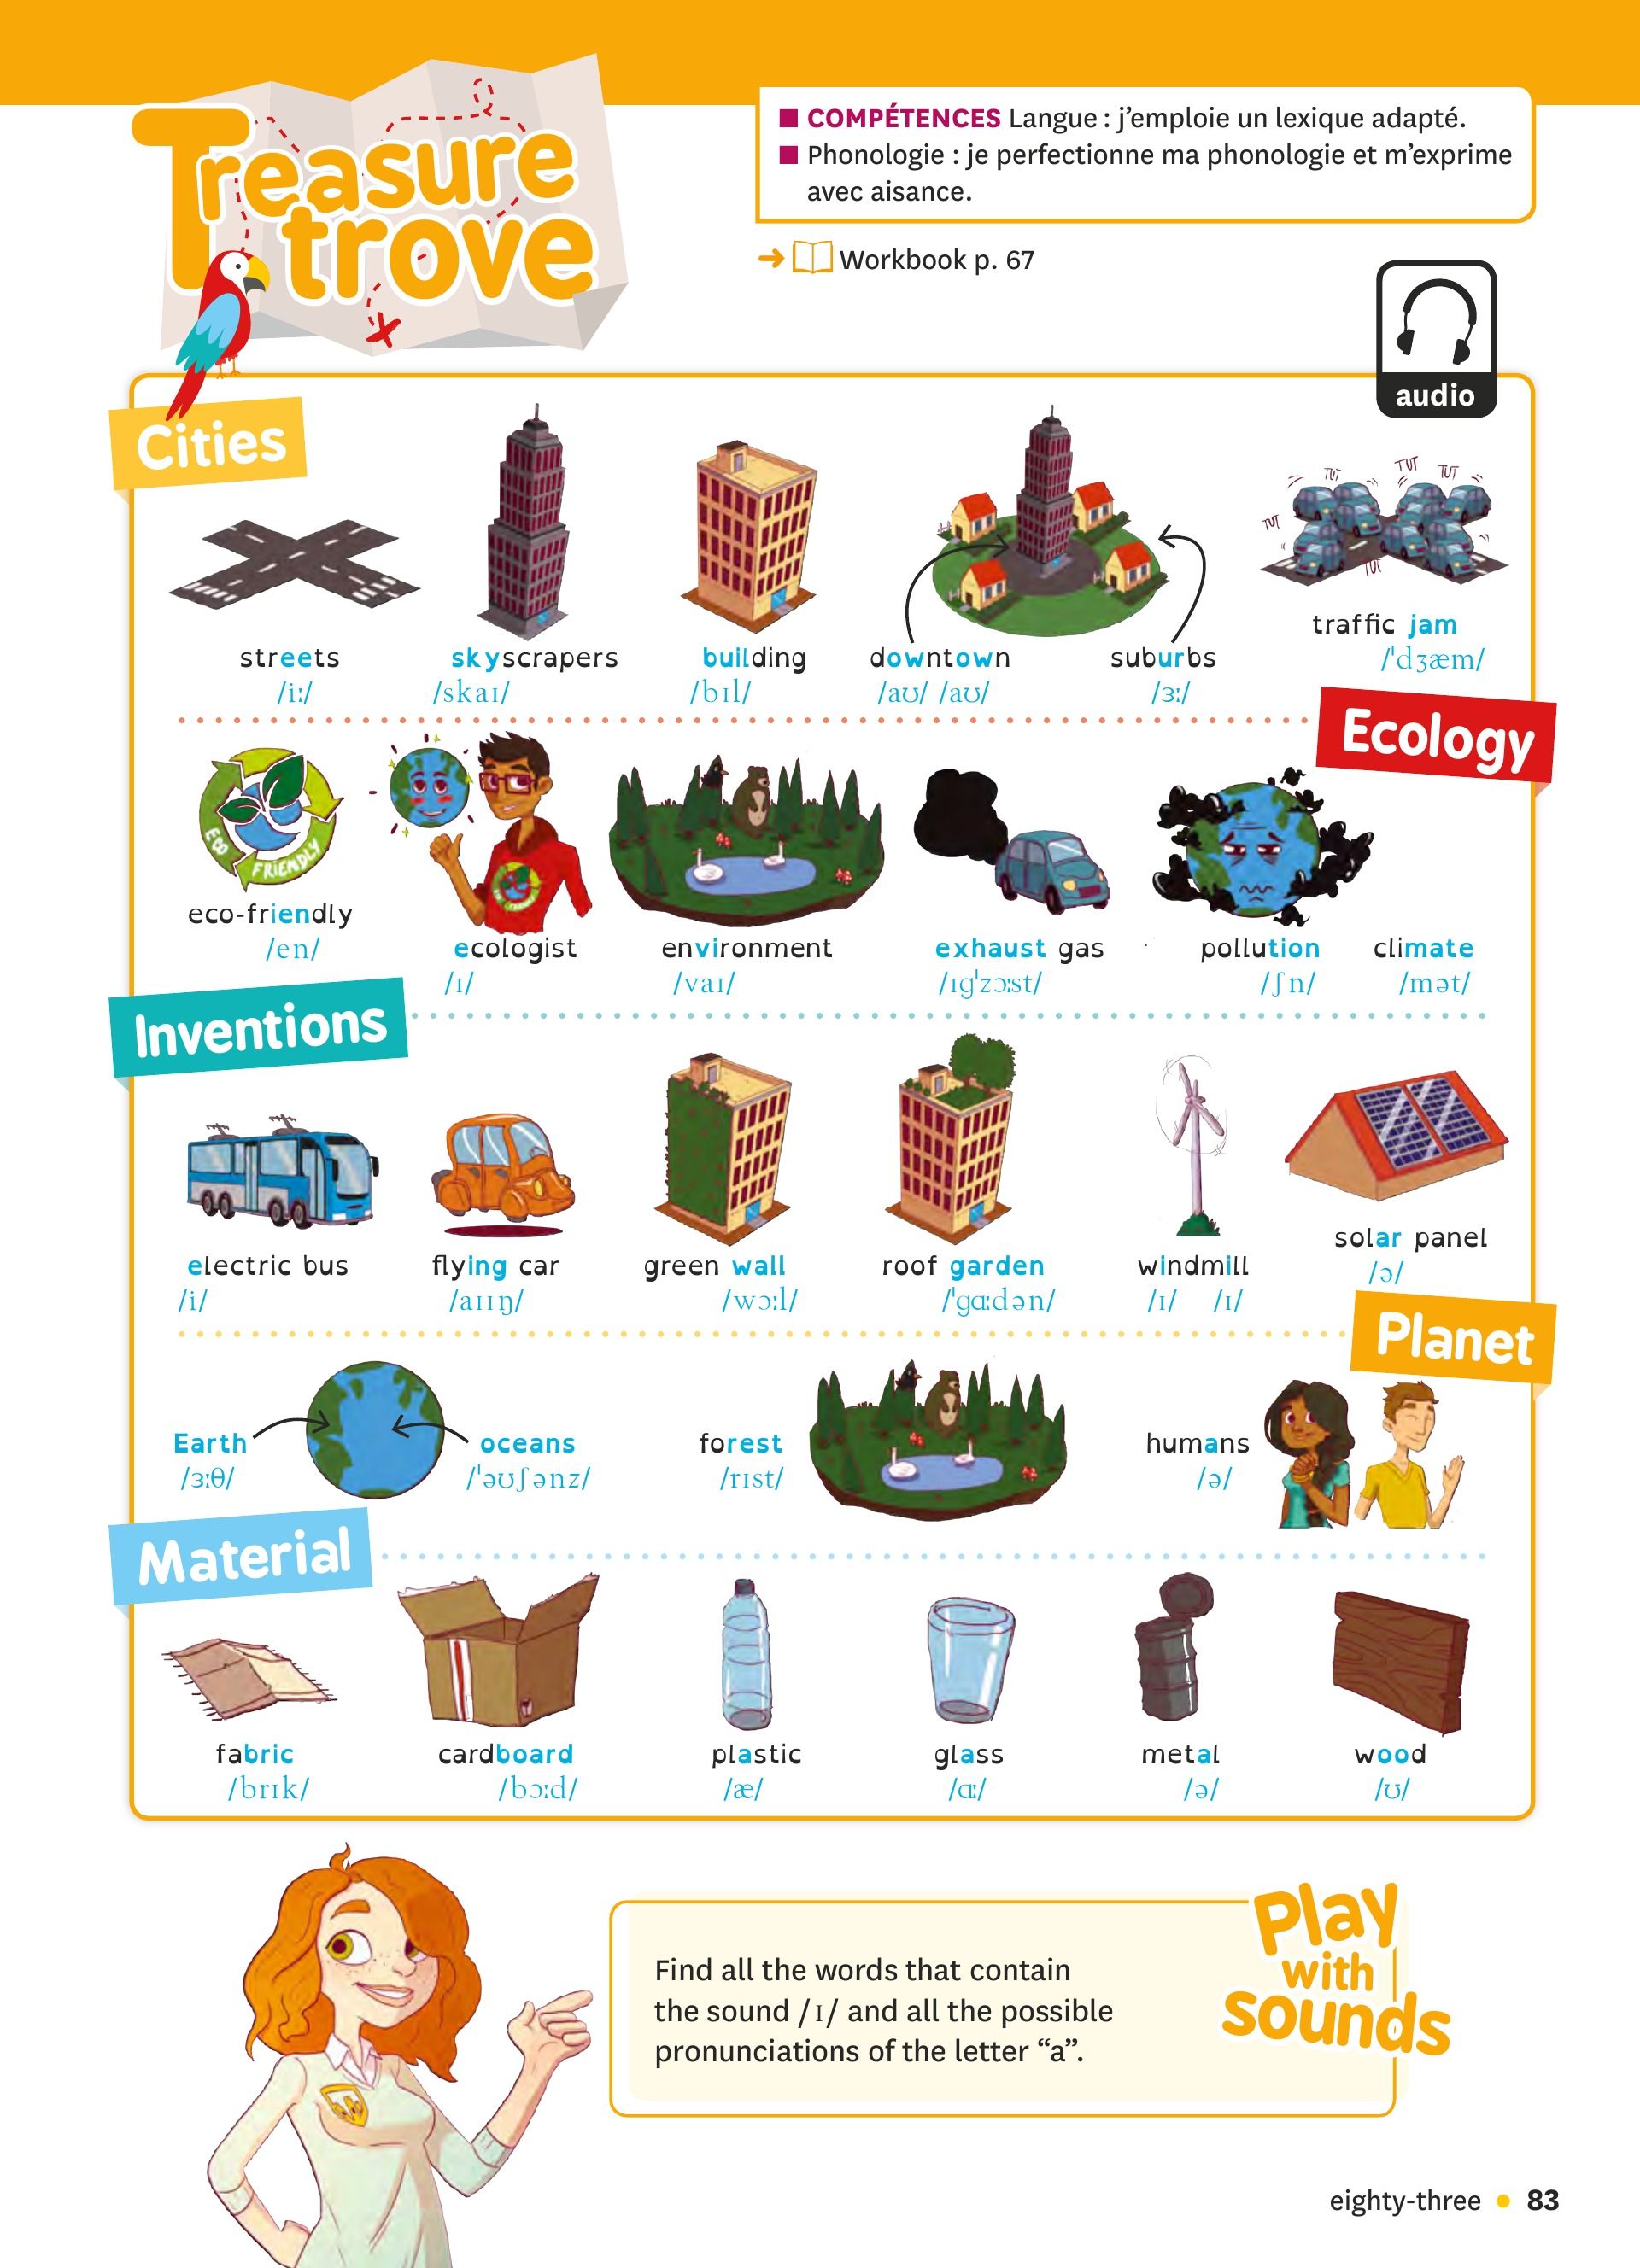 Treasure
trove
■ COMPÉTENCES Langue : j’emploie un lexique adapté.
■ Phonologie : je perfectionne ma phonologie et m’exprime
avec aisance.
➜ Workbook p. 67
audio
Cities
TUT TUT TUT
TUT
TUT
streets skyscrapers building downtown suburbs traffic jam
/iː/ /skaɪ/ /bɪl/ /aʊ/ /aʊ/ /ɜː/ /ˈdʒæm/
Ecology
ECO
FRIENDLY
eco-friendly ecologist environment exhaust gas pollution climate
/en/ /ɪ/ /vaɪ/ /ɪgˈzɔːst/ /ʃn/ /mət/
Inventions
electric bus flying car green wall roof garden windmill solar panel
/i/ /aɪɪŋ/ /wɔːl/ /ˈgɑːdən/ /ɪ/ /ɪ/ /ə/
Planet
Earth oceans forest humans
/ɜːθ/ /ˈəʊʃənz/ /rɪst/ /ə/
Material
fabric cardboard plastic glass metal wood
/brɪk/ /bɔːd/ /æ/ /ɑː/ /ə/ /ʊ/
Play
with
sounds
Find all the words that contain
the sound /ɪ/ and all the possible
pronunciations of the letter “a”.
eighty-three • 83